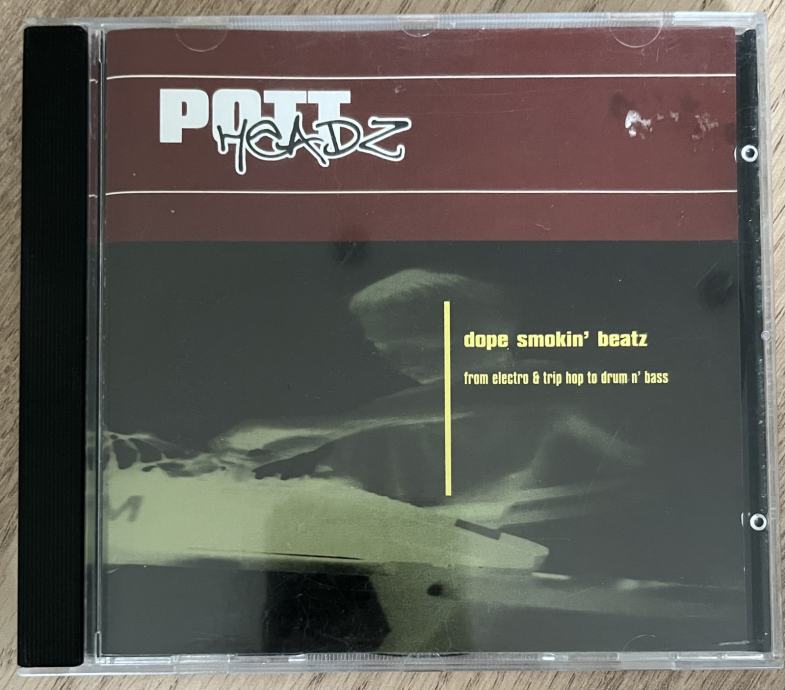 POTT
HEADZ
dope smokin' beatz
from electro & trip hop to drum n' bass